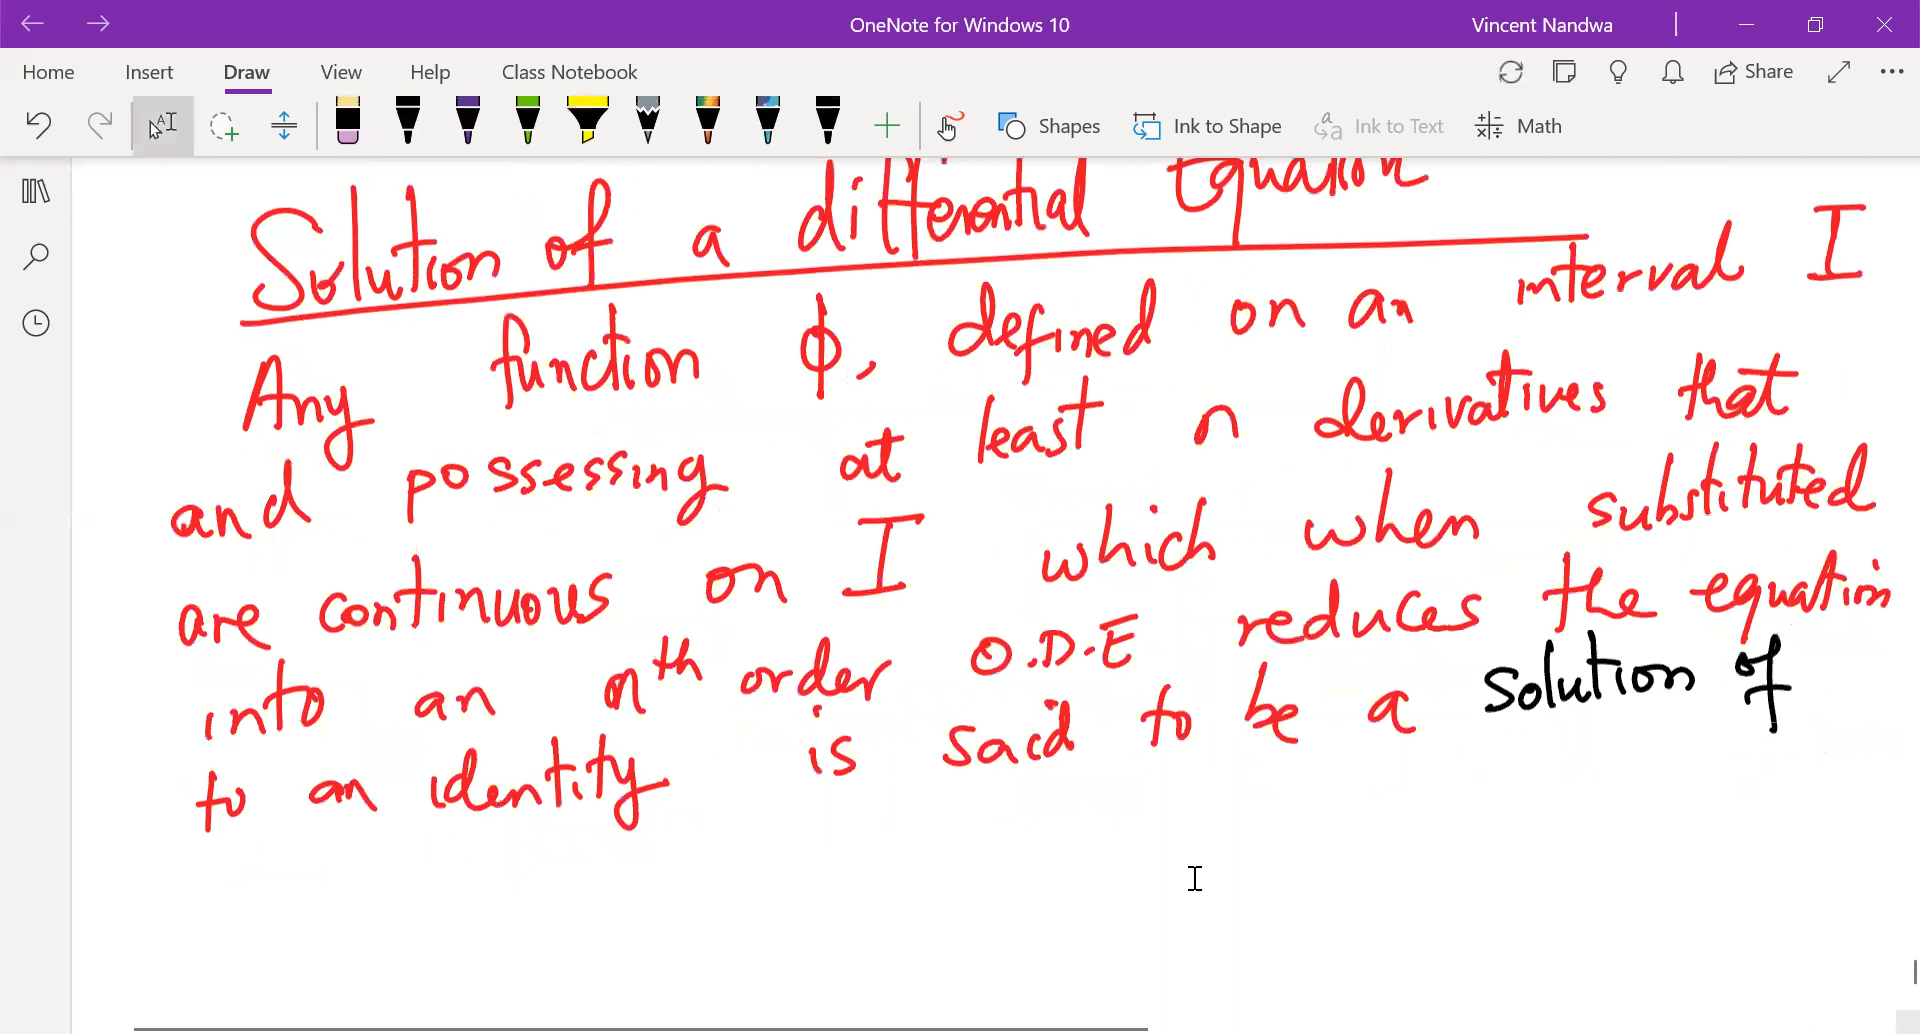 OneNote for Windows 10
Vincent Nandwa
Home Insert Draw View Help Class Notebook
Share
Shapes Ink to Shape Ink to Text Math
Solution of a differential Equation
Any function ϕ, defined on an interval I
and possessing at least n derivatives that
are continuous on I which when substituted
into an nth order O.D.E reduces the equation
to an identity is said to be a solution of